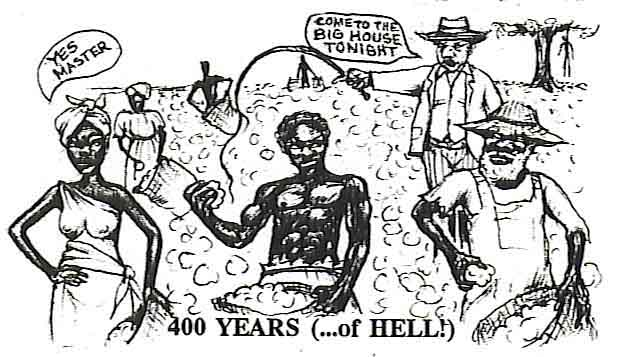 YES
MASTER
COME TO THE
BIG HOUSE
TONIGHT
400 YEARS (...of HELL!)